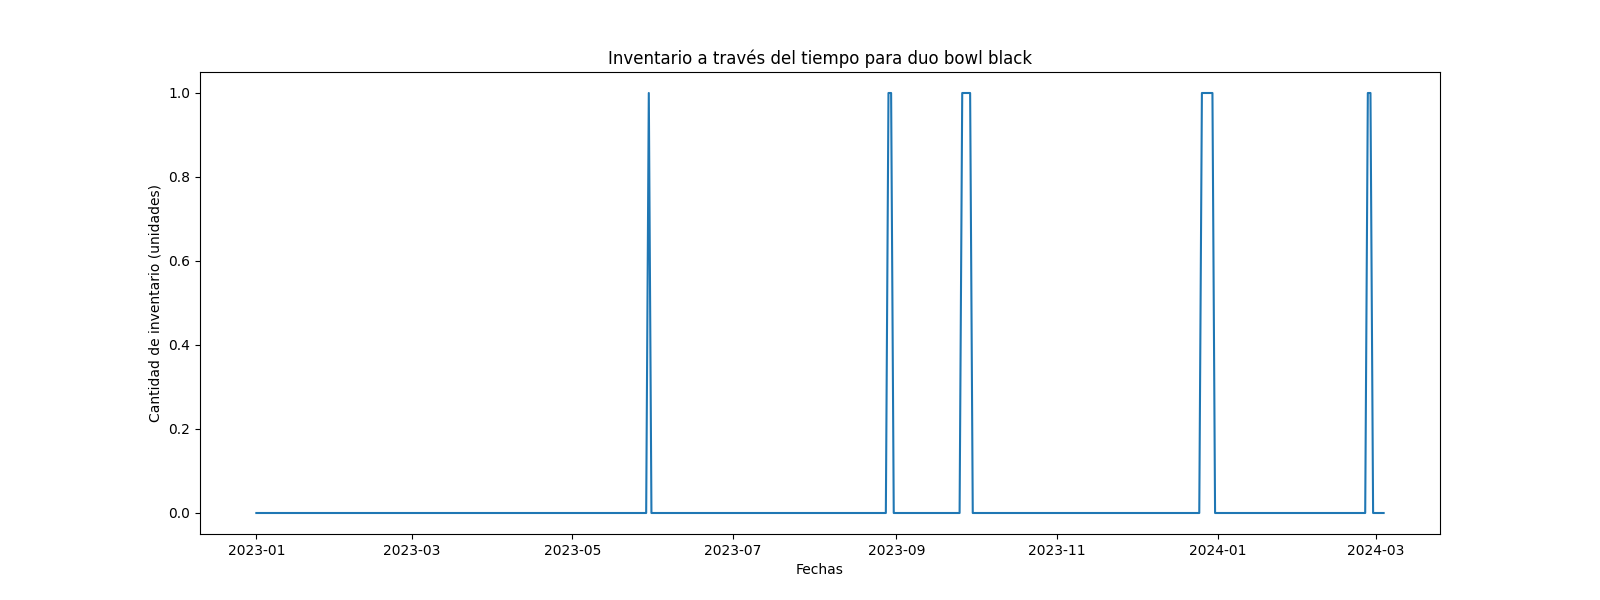 Inventario a través del tiempo para duo bowl black
Cantidad de inventario (unidades)
1.0
0.8
0.6
0.4
0.2
0.0
2023-01 2023-03 2023-05 2023-07 2023-09 2023-11 2024-01 2024-03
Fechas